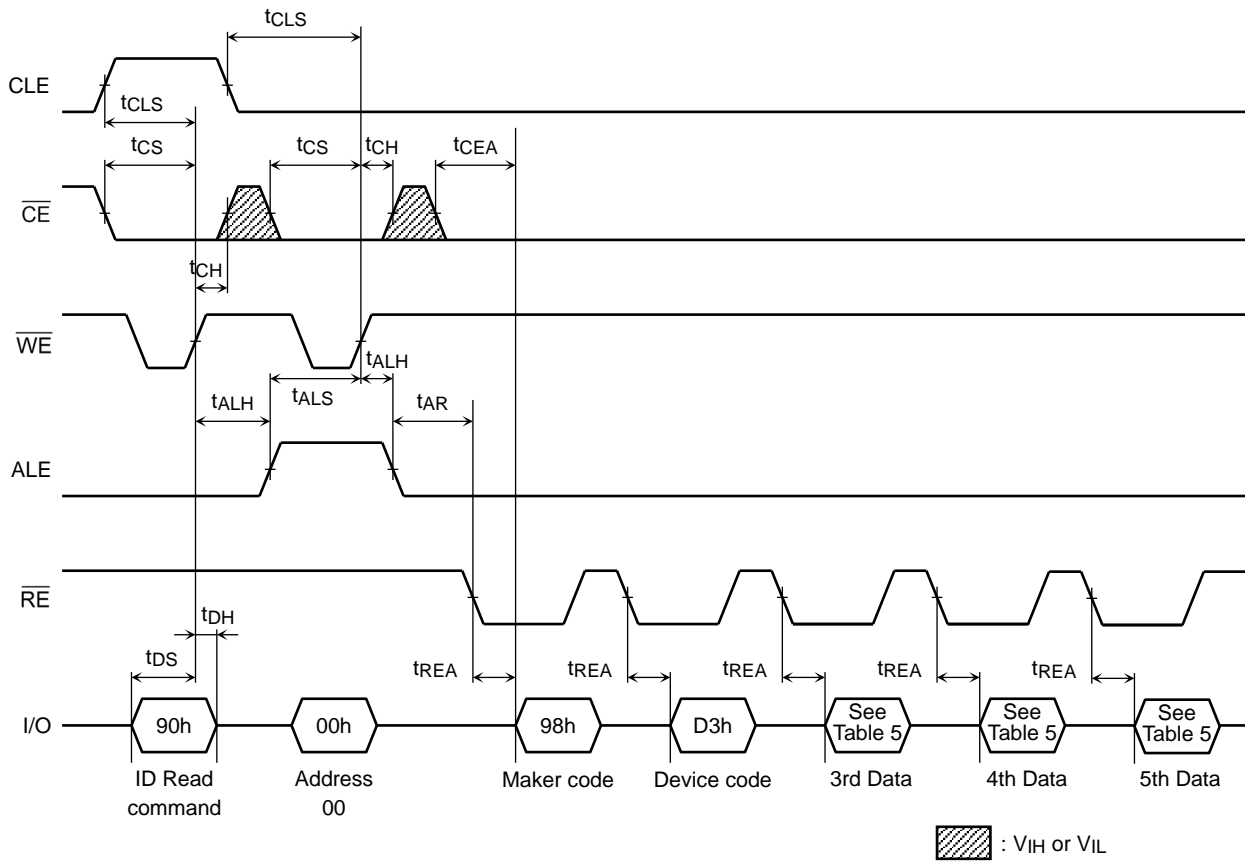 tCLS
CLE
tCLS
tCS tCS tCH tCEA
CE
tCH
WE
tALH
tALH tALS tAR
ALE
RE
tDH
tDS tREA tREA tREA tREA tREA
I/O 90h 00h 98h D3h See Table 5 See Table 5 See Table 5
ID Read command
Address 00
Maker code
Device code
3rd Data
4th Data
5th Data
: VIH or VIL